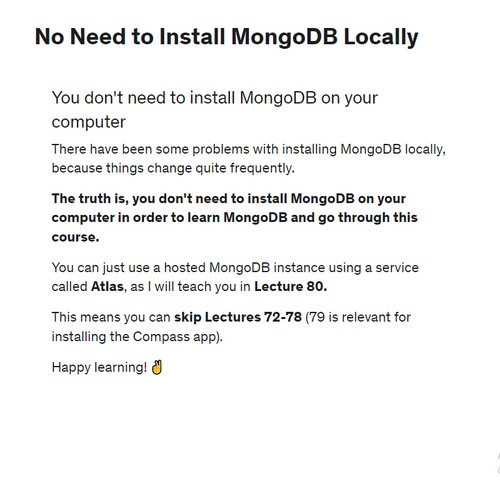 No Need to Install MongoDB Locally
You don't need to install MongoDB on your
computer
There have been some problems with installing MongoDB locally,
because things change quite frequently.
The truth is, you don't need to install MongoDB on your
computer in order to learn MongoDB and go through this
course.
You can just use a hosted MongoDB instance using a service
called Atlas, as I will teach you in Lecture 80.
This means you can skip Lectures 72-78 (79 is relevant for
installing the Compass app).
Happy learning! ✌